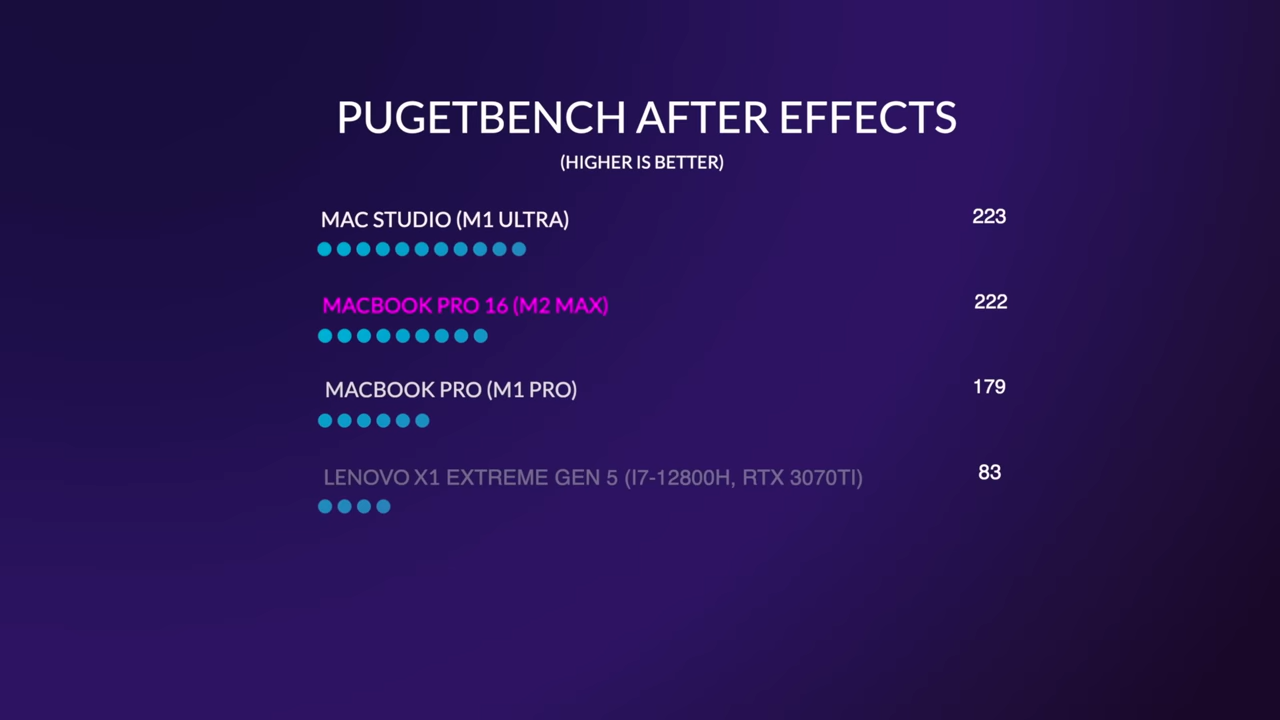 PUGETBENCH AFTER EFFECTS
(HIGHER IS BETTER)
MAC STUDIO (M1 ULTRA) 223
MACBOOK PRO 16 (M2 MAX) 222
MACBOOK PRO (M1 PRO) 179
LENOVO X1 EXTREME GEN 5 (I7-12800H, RTX 3070TI) 83